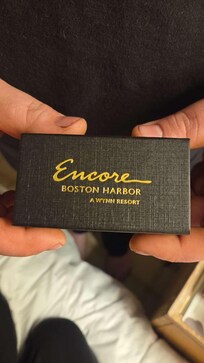 Encore
BOSTON HARBOR
A WYNN RESORT